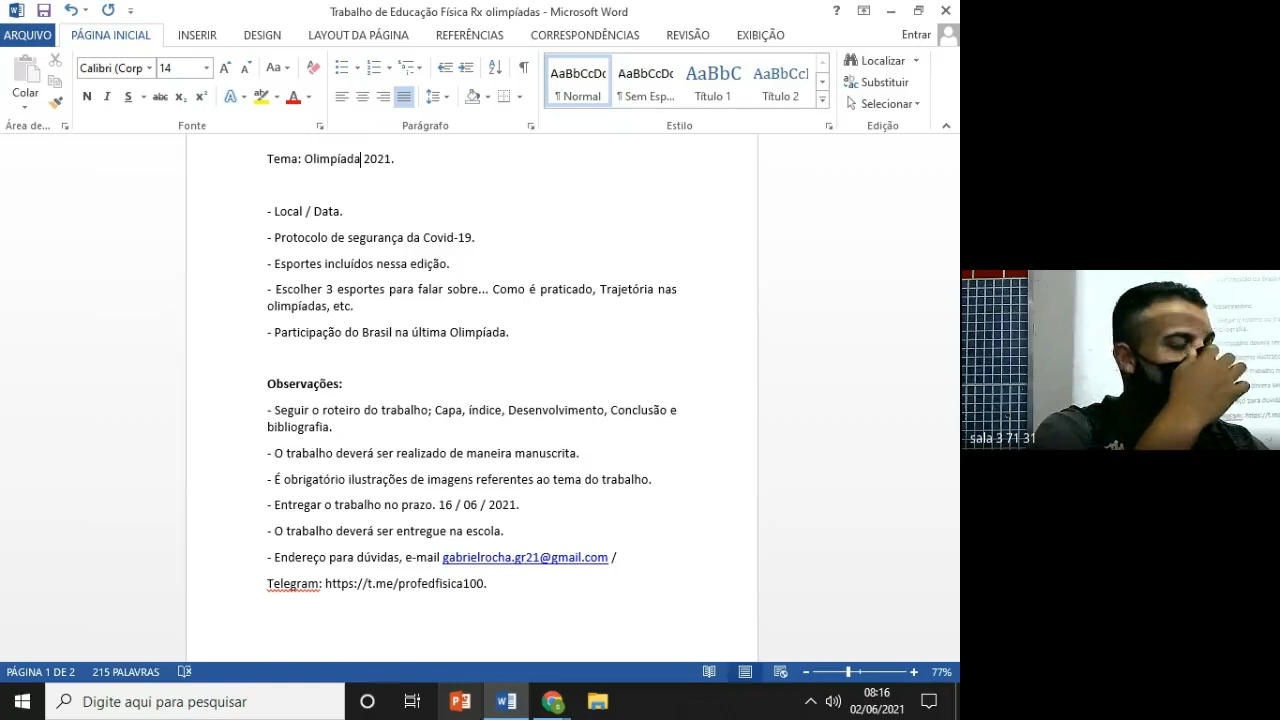 Trabalho de Educação Física Rx olimpíadas - Microsoft Word
ARQUIVO PÁGINA INICIAL INSERIR DESIGN LAYOUT DA PÁGINA REFERÊNCIAS CORRESPONDÊNCIAS REVISÃO EXIBIÇÃO Entrar
Calibri (Corp 14 Aa
Colar
N I S abc x₂ x² A A
AaBbCcDc AaBbCcDc AaBbC AaBbCcl
¶ Normal ¶ Sem Esp... Título 1 Título 2
Localizar
Substituir
Selecionar
Área de... Fonte Parágrafo Estilo Edição
Tema: Olimpíada 2021.
- Local / Data.
- Protocolo de segurança da Covid-19.
- Esportes incluídos nessa edição.
- Escolher 3 esportes para falar sobre... Como é praticado, Trajetória nas
olimpíadas, etc.
- Participação do Brasil na última Olimpíada.
Observações:
- Seguir o roteiro do trabalho; Capa, índice, Desenvolvimento, Conclusão e
bibliografia.
- O trabalho deverá ser realizado de maneira manuscrita.
- É obrigatório ilustrações de imagens referentes ao tema do trabalho.
- Entregar o trabalho no prazo. 16 / 06 / 2021.
- O trabalho deverá ser entregue na escola.
- Endereço para dúvidas, e-mail gabrielrocha.gr21@gmail.com /
Telegram: https://t.me/profedfisica100.
sala 3 71 31
PÁGINA 1 DE 2 215 PALAVRAS 77%
Digite aqui para pesquisar
08:16
02/06/2021